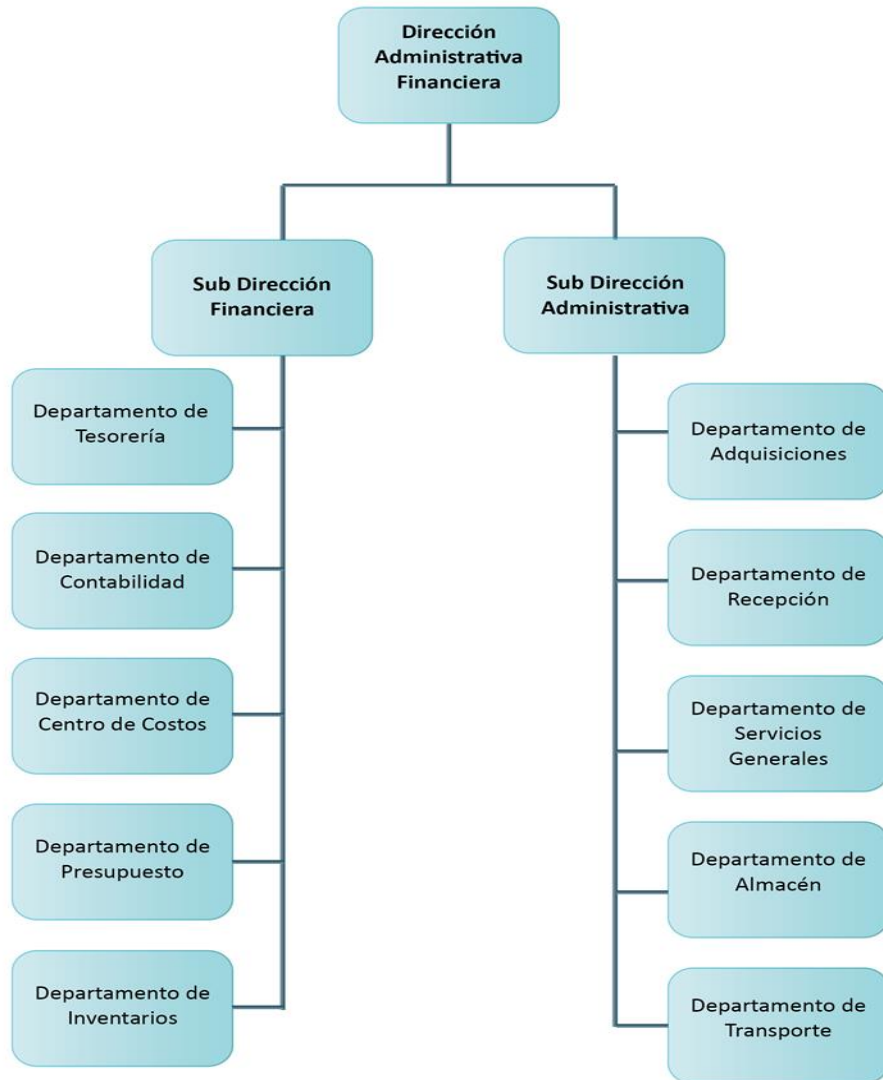 Dirección
Administrativa
Financiera
Sub Dirección
Financiera
Sub Dirección
Administrativa
Departamento de
Tesorería
Departamento de
Contabilidad
Departamento de
Centro de Costos
Departamento de
Presupuesto
Departamento de
Inventarios
Departamento de
Adquisiciones
Departamento de
Recepción
Departamento de
Servicios
Generales
Departamento de
Almacén
Departamento de
Transporte